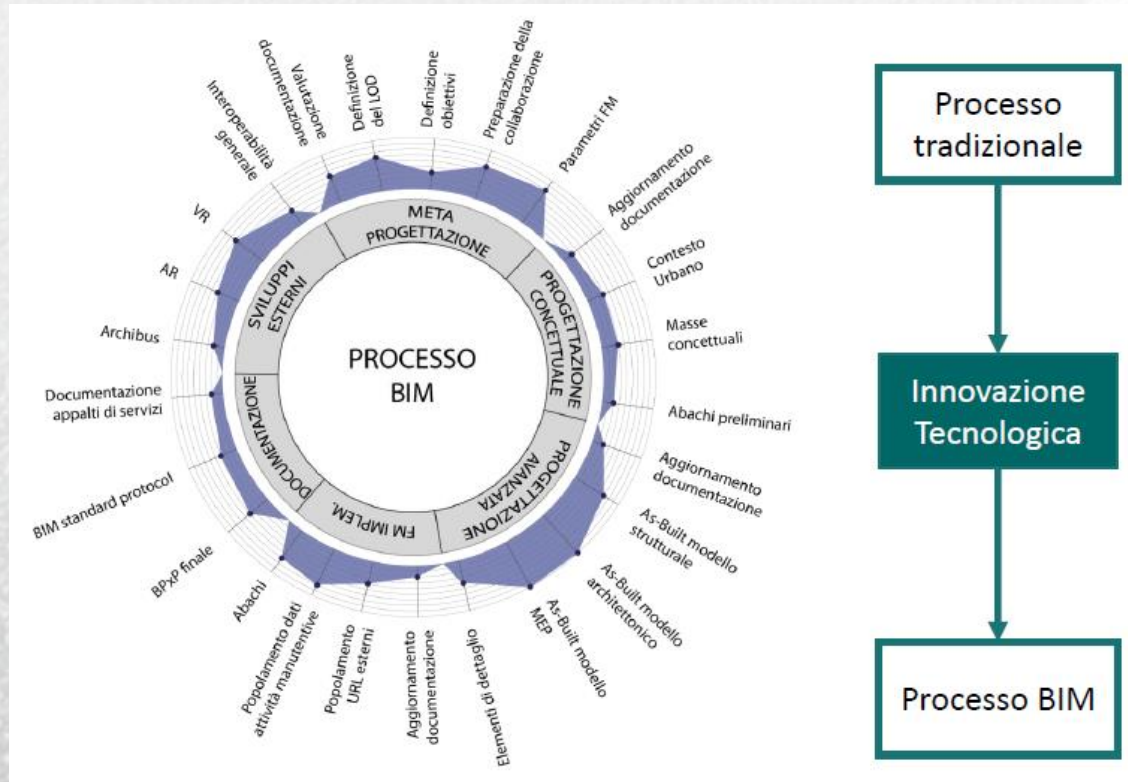 Definizione
obiettivi
Preparazione della
collaborazione
Parametri FM
Aggiornamento
documentazione
Contesto
Urbano
Masse
concettuali
Abachi preliminari
Aggiornamento
documentazione
As-Built modello
strutturale
As-Built modello
architettonico
As-Built modello
MEP
Elementi di dettaglio
Aggiornamento
documentazione
Popolamento
URL esterni
Popolamento dati
attività manutentive
Abachi
BPxP finale
BIM standard protocol
Documentazione
appalti di servizi
Archibus
AR
VR
Interoperabilità
generale
Valutazione
documentazione
Definizione
del LOD
META
PROGETTAZIONE
PROGETTAZIONE
CONCETTUALE
PROGETTAZIONE
AVANZATA
FM IMPLEM.
DOCUMENTAZIONE
SVILUPPI
ESTERNI
PROCESSO
BIM
Processo
tradizionale
Innovazione
Tecnologica
Processo BIM